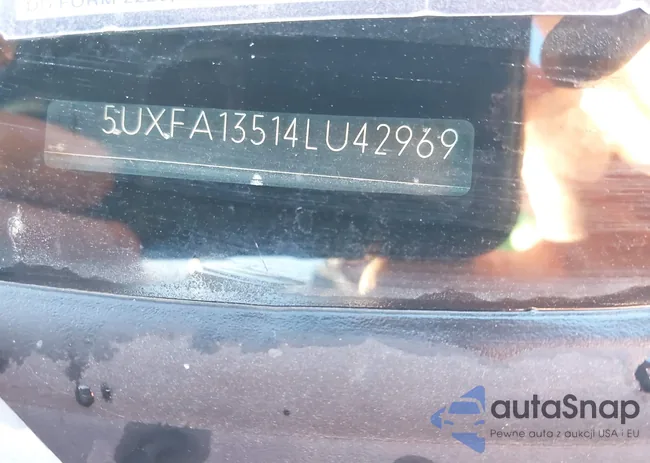 5UXFA13514LU42969
autaSnap
Pewne auta z aukcji USA i EU